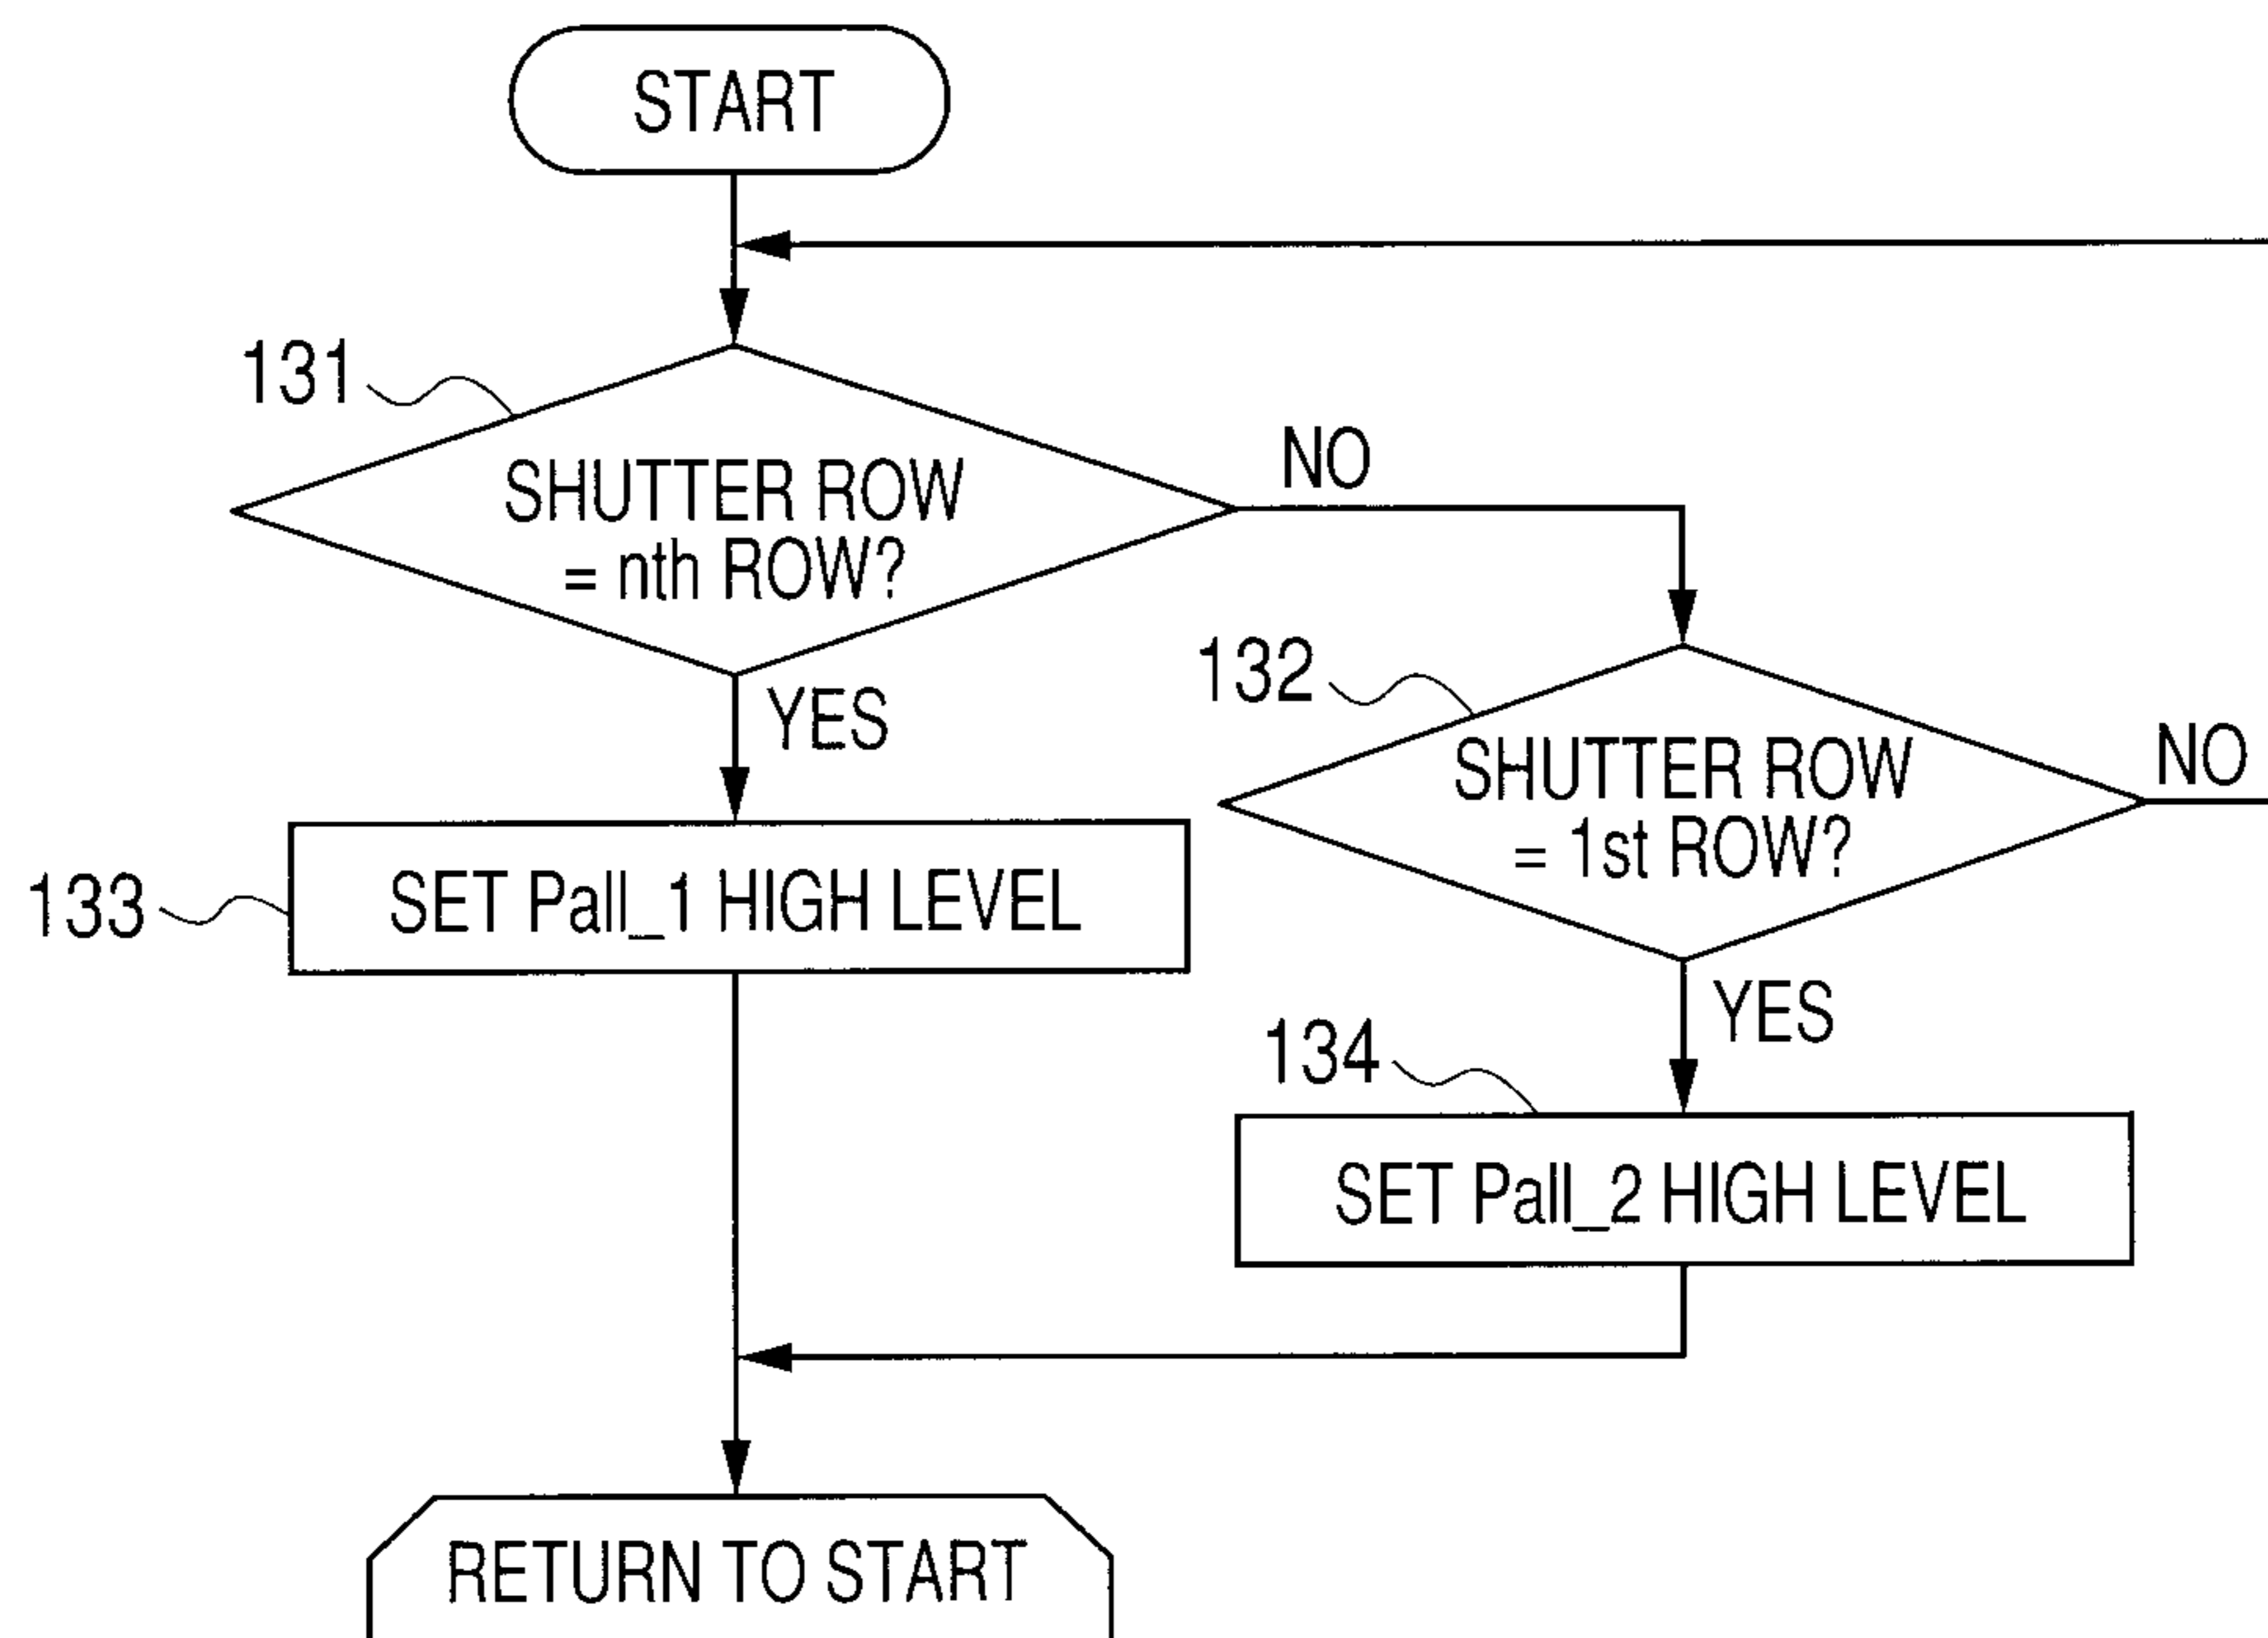 START
131
SHUTTER ROW
= nth ROW?
NO
YES
132
SHUTTER ROW
= 1st ROW?
NO
YES
133
SET Pall_1 HIGH LEVEL
134
SET Pall_2 HIGH LEVEL
RETURN TO START